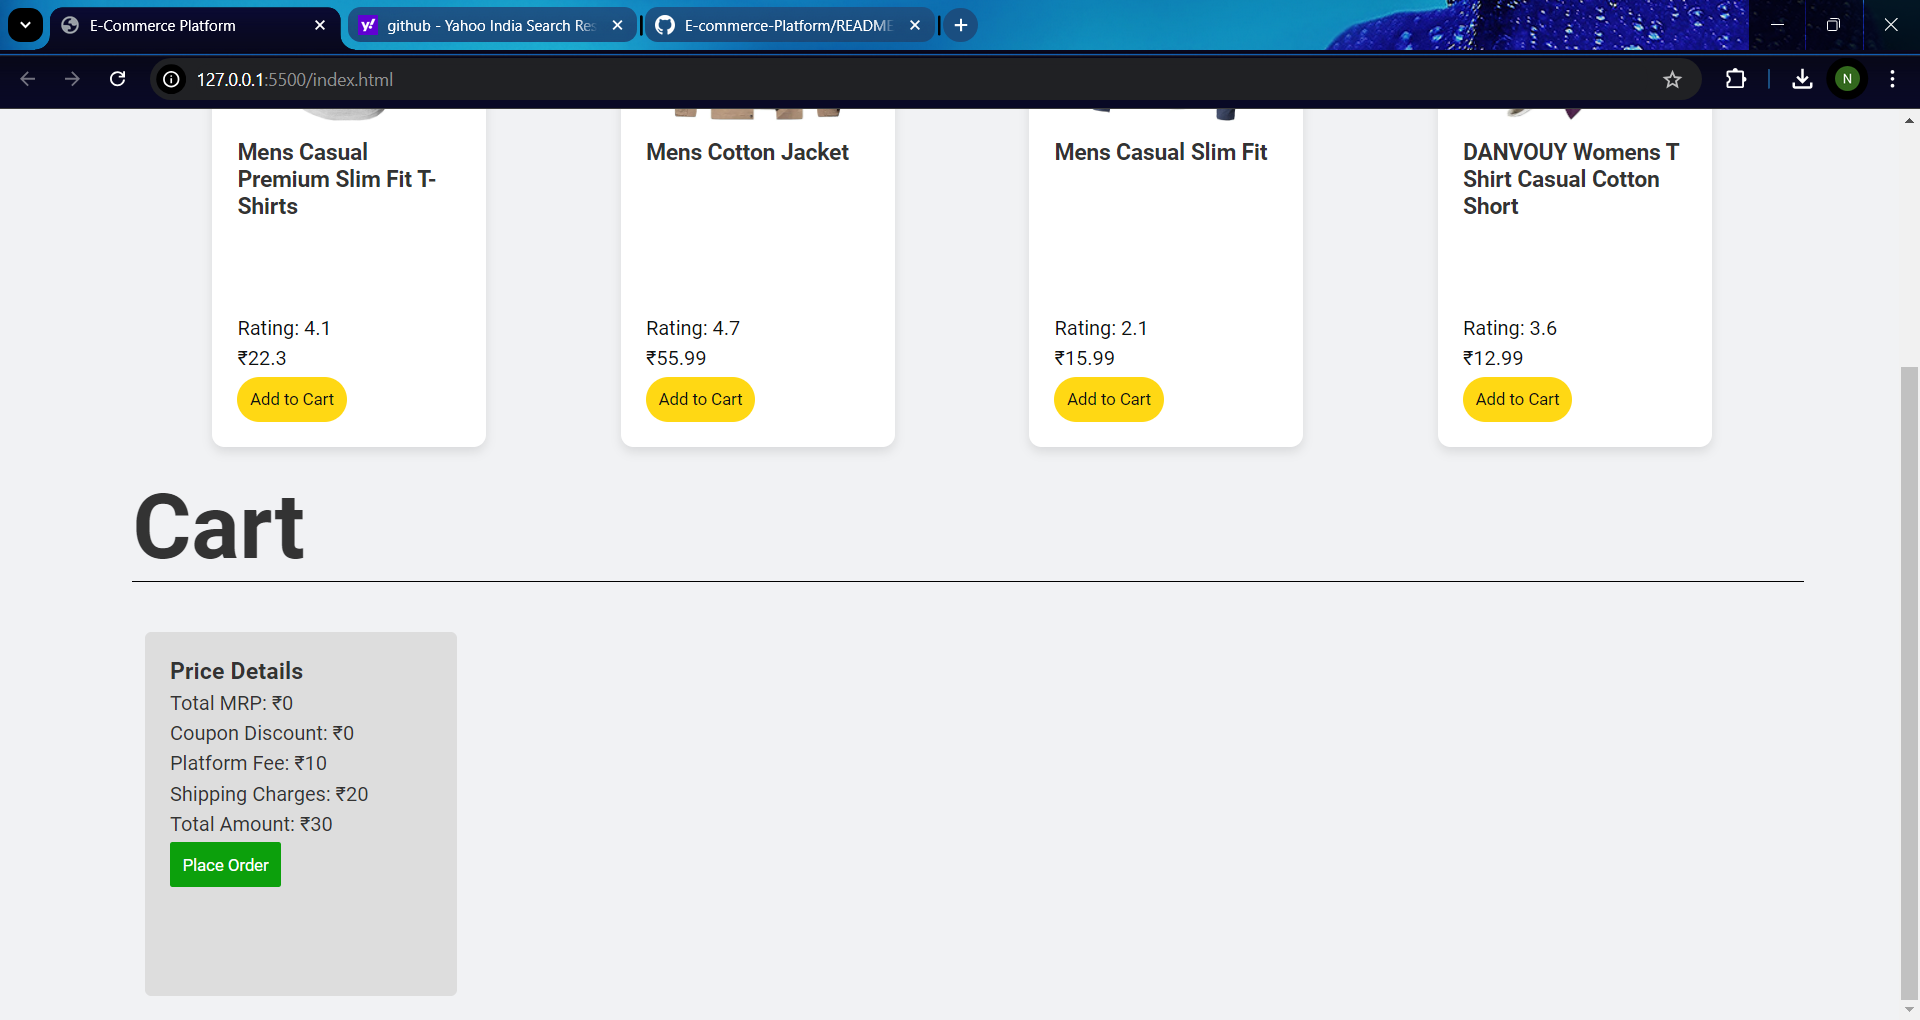 E-Commerce Platform
github - Yahoo India Search Res
E-commerce-Platform/README
127.0.0.1:5500/index.html
N
Mens Casual
Premium Slim Fit T-
Shirts
Rating: 4.1
₹22.3
Add to Cart
Mens Cotton Jacket
Rating: 4.7
₹55.99
Add to Cart
Mens Casual Slim Fit
Rating: 2.1
₹15.99
Add to Cart
DANVOUY Womens T
Shirt Casual Cotton
Short
Rating: 3.6
₹12.99
Add to Cart
Cart
Price Details
Total MRP: ₹0
Coupon Discount: ₹0
Platform Fee: ₹10
Shipping Charges: ₹20
Total Amount: ₹30
Place Order